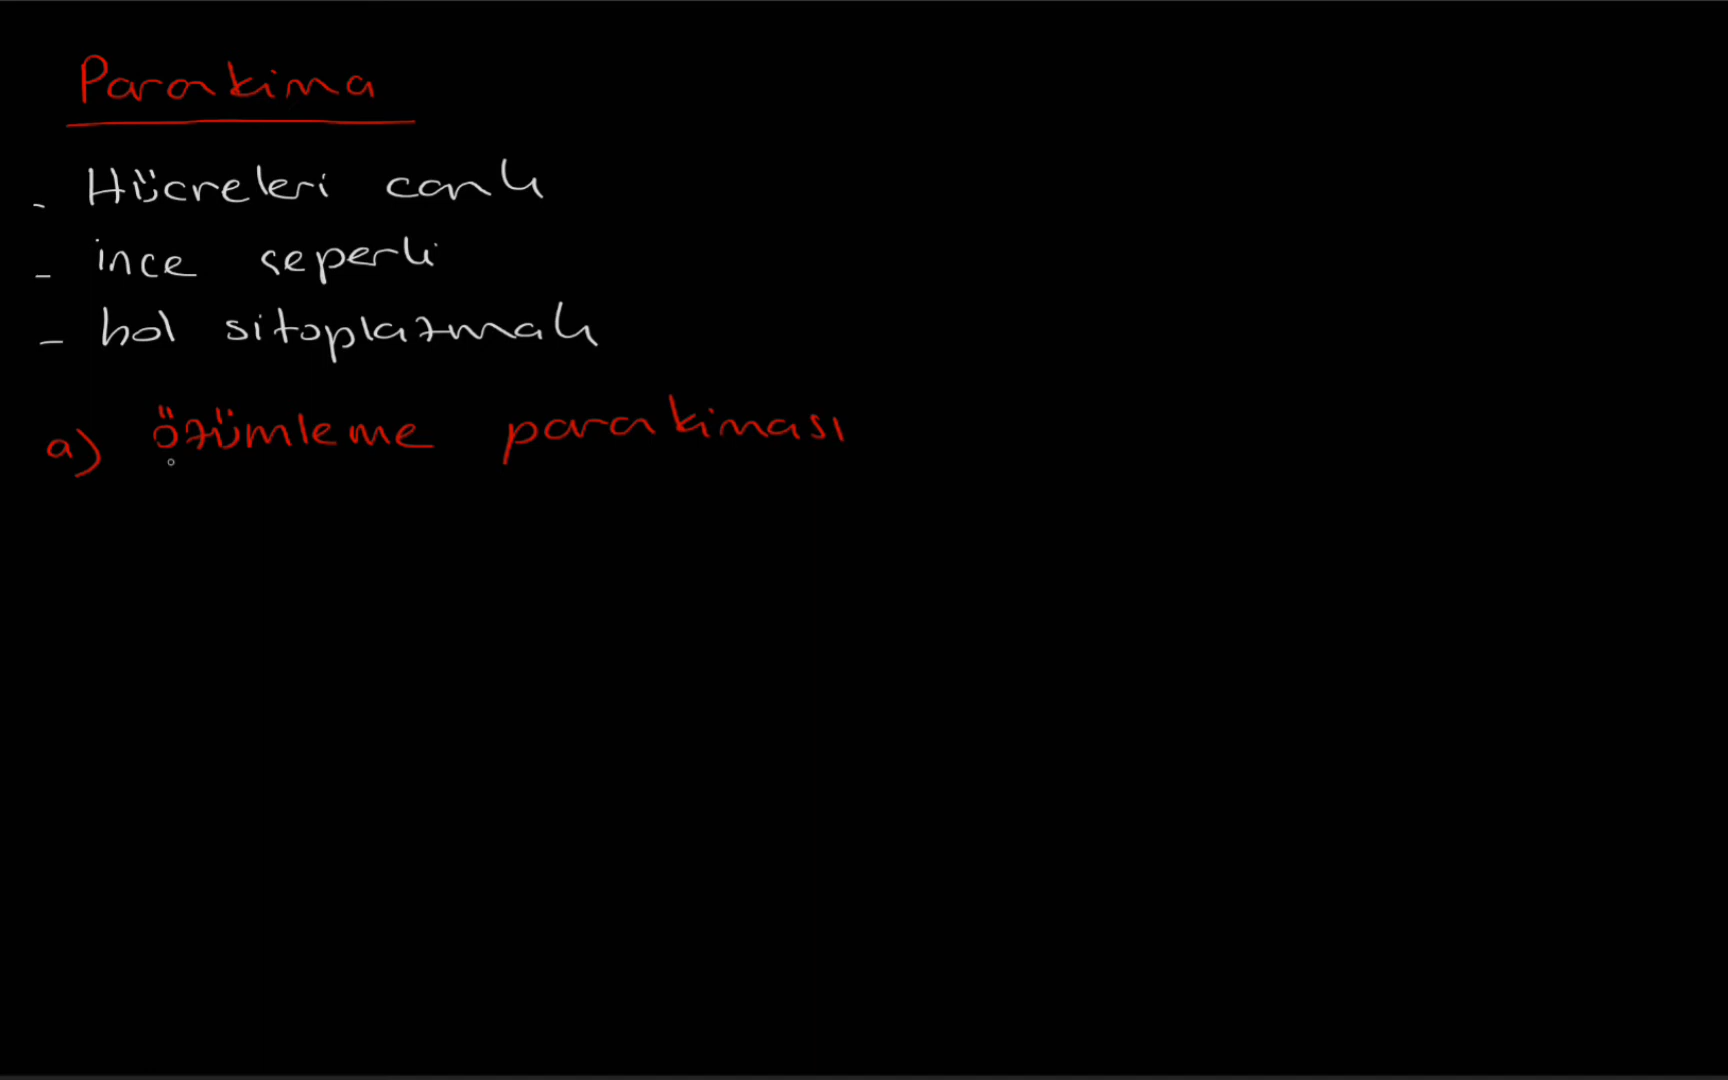 Parankima
- Hücreleri canlı
- ince çeperli
- bol sitoplazmalı
a) özümleme parankiması